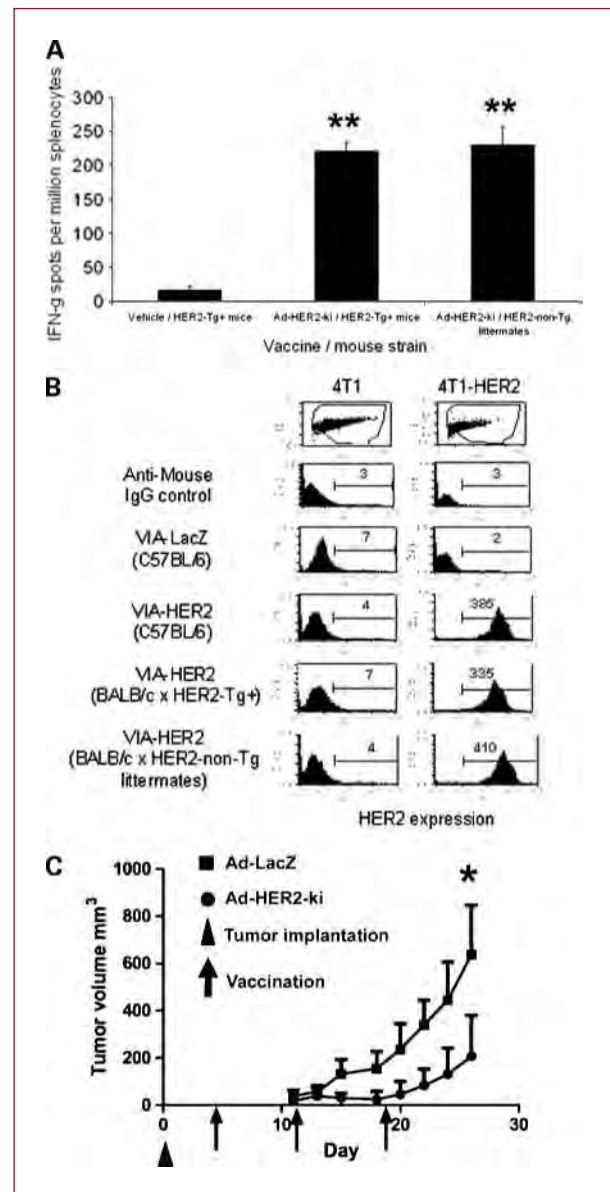 A
IFN-g spots per million splenocytes
300
250
200
150
100
50
0
**
**
Vehicle / HER2-Tg+ mice
Ad-HER2-ki / HER2-Tg+ mice
Ad-HER2-ki / HER2-non-Tg.
littermates
Vaccine / mouse strain
B
4T1
4T1-HER2
Anti-Mouse
IgG control
3
3
VIA-LacZ
(C57BL/6)
7
2
VIA-HER2
(C57BL/6)
4
385
VIA-HER2
(BALB/c x HER2-Tg+)
7
335
VIA-HER2
(BALB/c x HER2-non-Tg
littermates)
4
410
HER2 expression
C
Ad-LacZ
Ad-HER2-ki
Tumor implantation
Vaccination
*
Tumor volume mm³
1000
800
600
400
200
0
0
10
20
30
Day